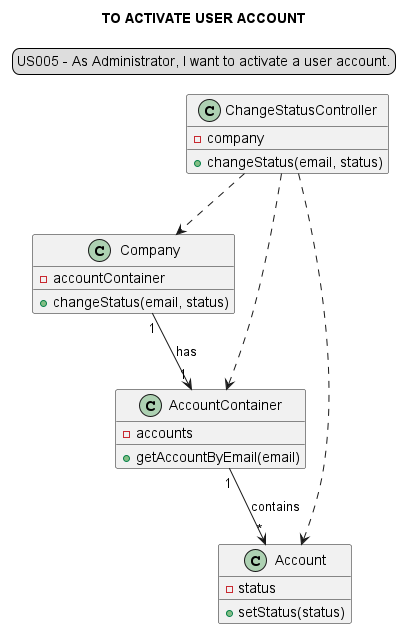 TO ACTIVATE USER ACCOUNT
US005 - As Administrator, I want to activate a user account.
C ChangeStatusController
company
changeStatus(email, status)
C Company
accountContainer
changeStatus(email, status)
1
has
1
C AccountContainer
accounts
getAccountByEmail(email)
1
contains
*
C Account
status
setStatus(status)